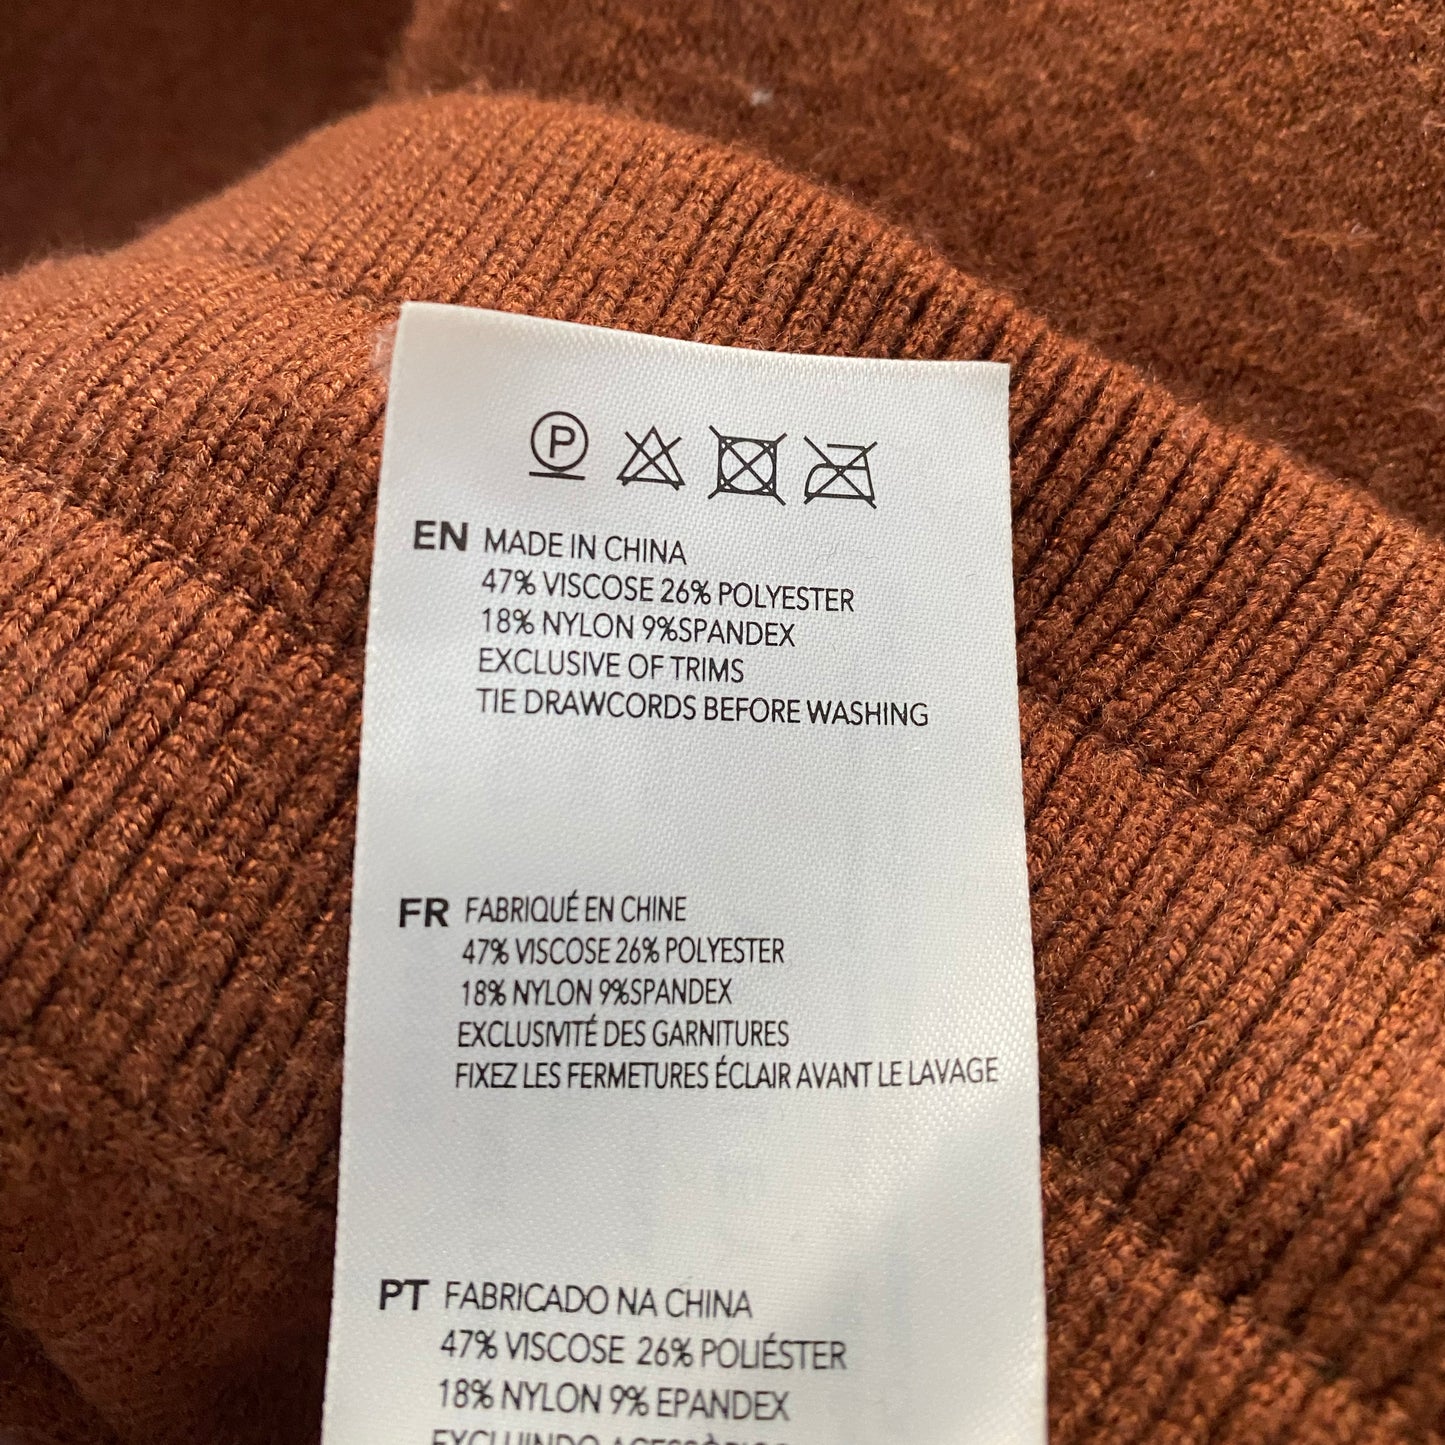 P
EN MADE IN CHINA
47% VISCOSE 26% POLYESTER
18% NYLON 9%SPANDEX
EXCLUSIVE OF TRIMS
TIE DRAWCORDS BEFORE WASHING
FR FABRIQUÉ EN CHINE
47% VISCOSE 26% POLYESTER
18% NYLON 9%SPANDEX
EXCLUSIVITÉ DES GARNITURES
FIXEZ LES FERMETURES ÉCLAIR AVANT LE LAVAGE
PT FABRICADO NA CHINA
47% VISCOSE 26% POLIÉSTER
18% NYLON 9% EPANDEX